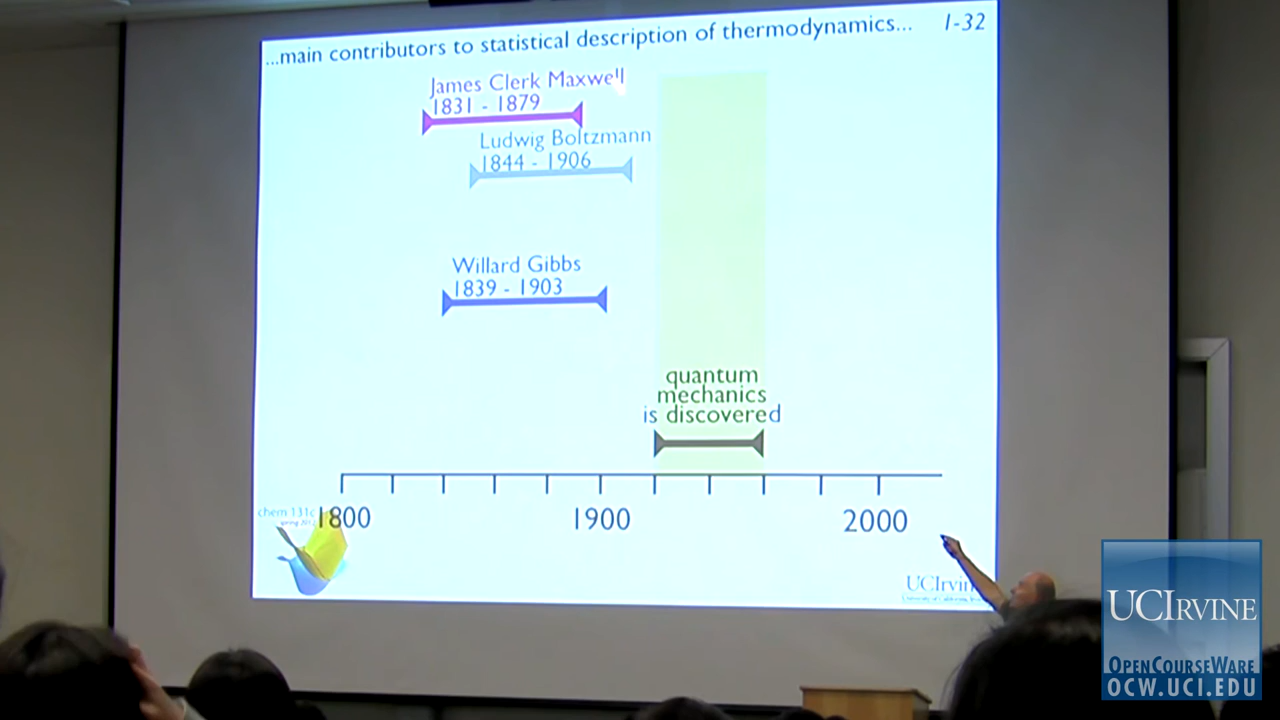 ...main contributors to statistical description of thermodynamics... 1-32
James Clerk Maxwell
1831 - 1879
Ludwig Boltzmann
1844 - 1906
Willard Gibbs
1839 - 1903
quantum
mechanics
is discovered
1800
1900
2000
chem 131c
UCIrvin
UCIRVINE
OPENCOURSEWARE
OCW.UCI.EDU